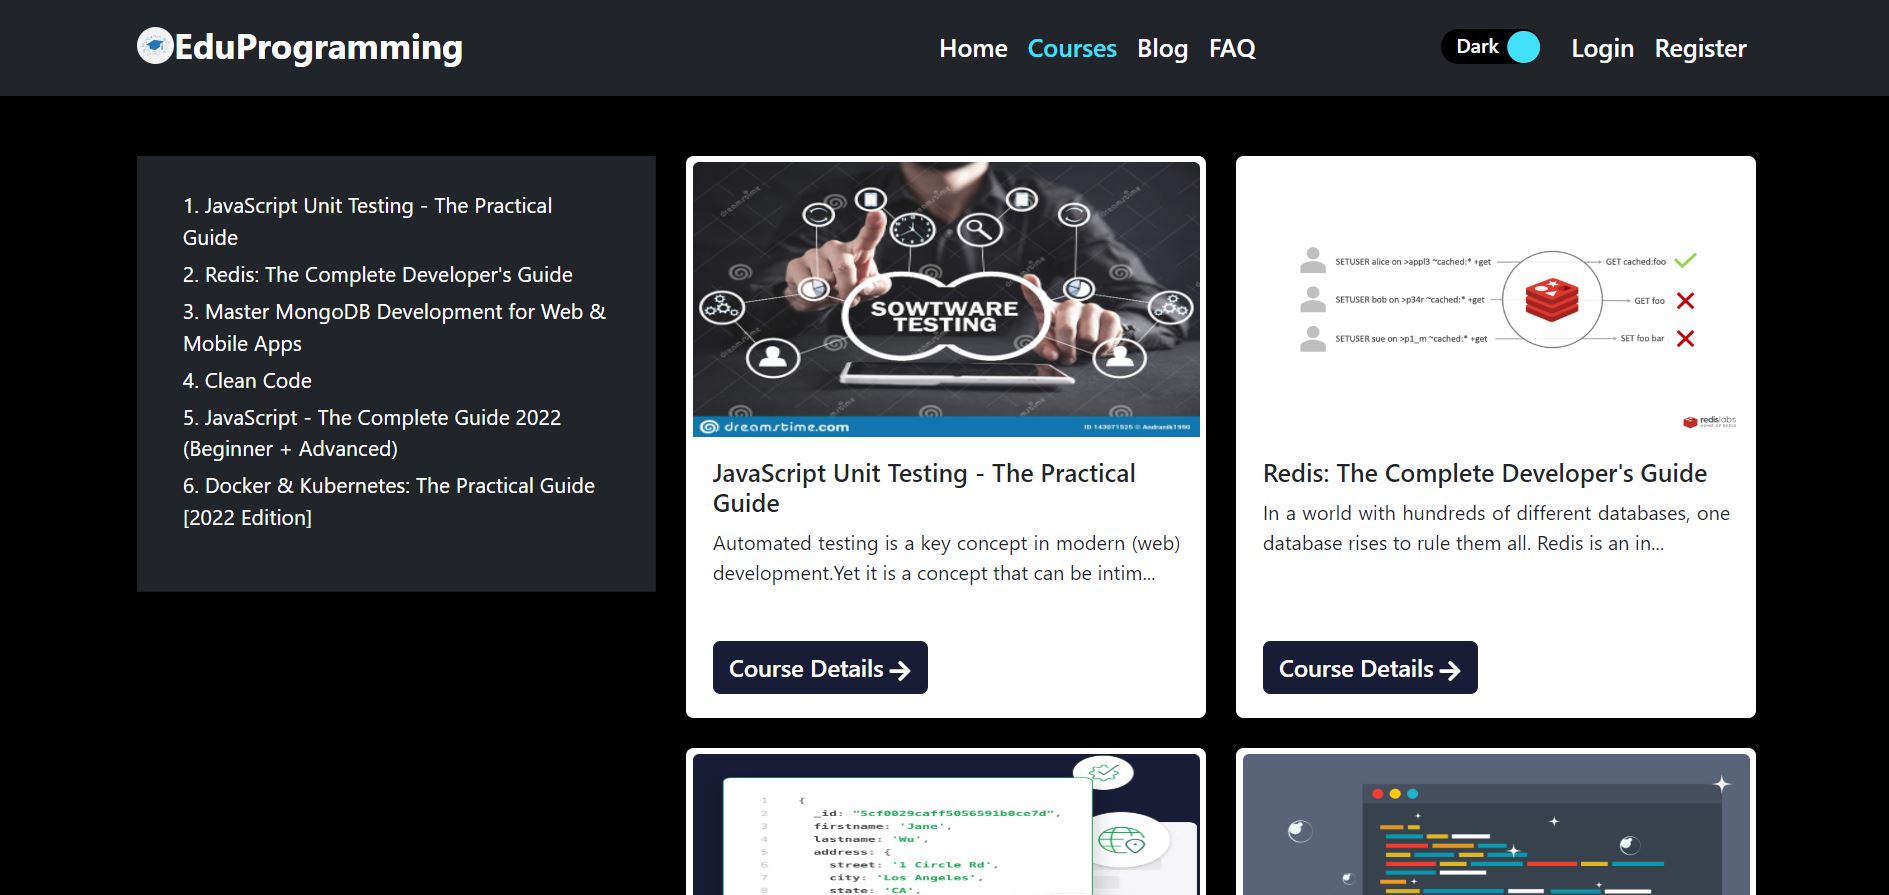 EduProgramming
Home Courses Blog FAQ
Dark
Login Register
1. JavaScript Unit Testing - The Practical
Guide
2. Redis: The Complete Developer's Guide
3. Master MongoDB Development for Web &
Mobile Apps
4. Clean Code
5. JavaScript - The Complete Guide 2022
(Beginner + Advanced)
6. Docker & Kubernetes: The Practical Guide
[2022 Edition]
dreamstime
dreamstime
SOWTWARE
TESTING
dreamstime.com
ID 143071525 © Andranik1990
JavaScript Unit Testing - The Practical
Guide
Automated testing is a key concept in modern (web)
development.Yet it is a concept that can be intim...
Course Details
SETUSER alice on >appl3 ~cached:* +get
GET cached:foo
SETUSER bob on >p34r ~cached:* +get
GET foo
SETUSER sue on >p1_m ~cached:* +get
SET foo bar
redislabs
HOME OF REDIS
Redis: The Complete Developer's Guide
In a world with hundreds of different databases, one
database rises to rule them all. Redis is an in...
Course Details
1 {
2 _id: "5cf0029caff5056591b0ce7d",
3 firstname: 'Jane',
4 lastname: 'Wu',
5 address: {
6 street: '1 Circle Rd',
7 city: 'Los Angeles',
8 state: 'CA',